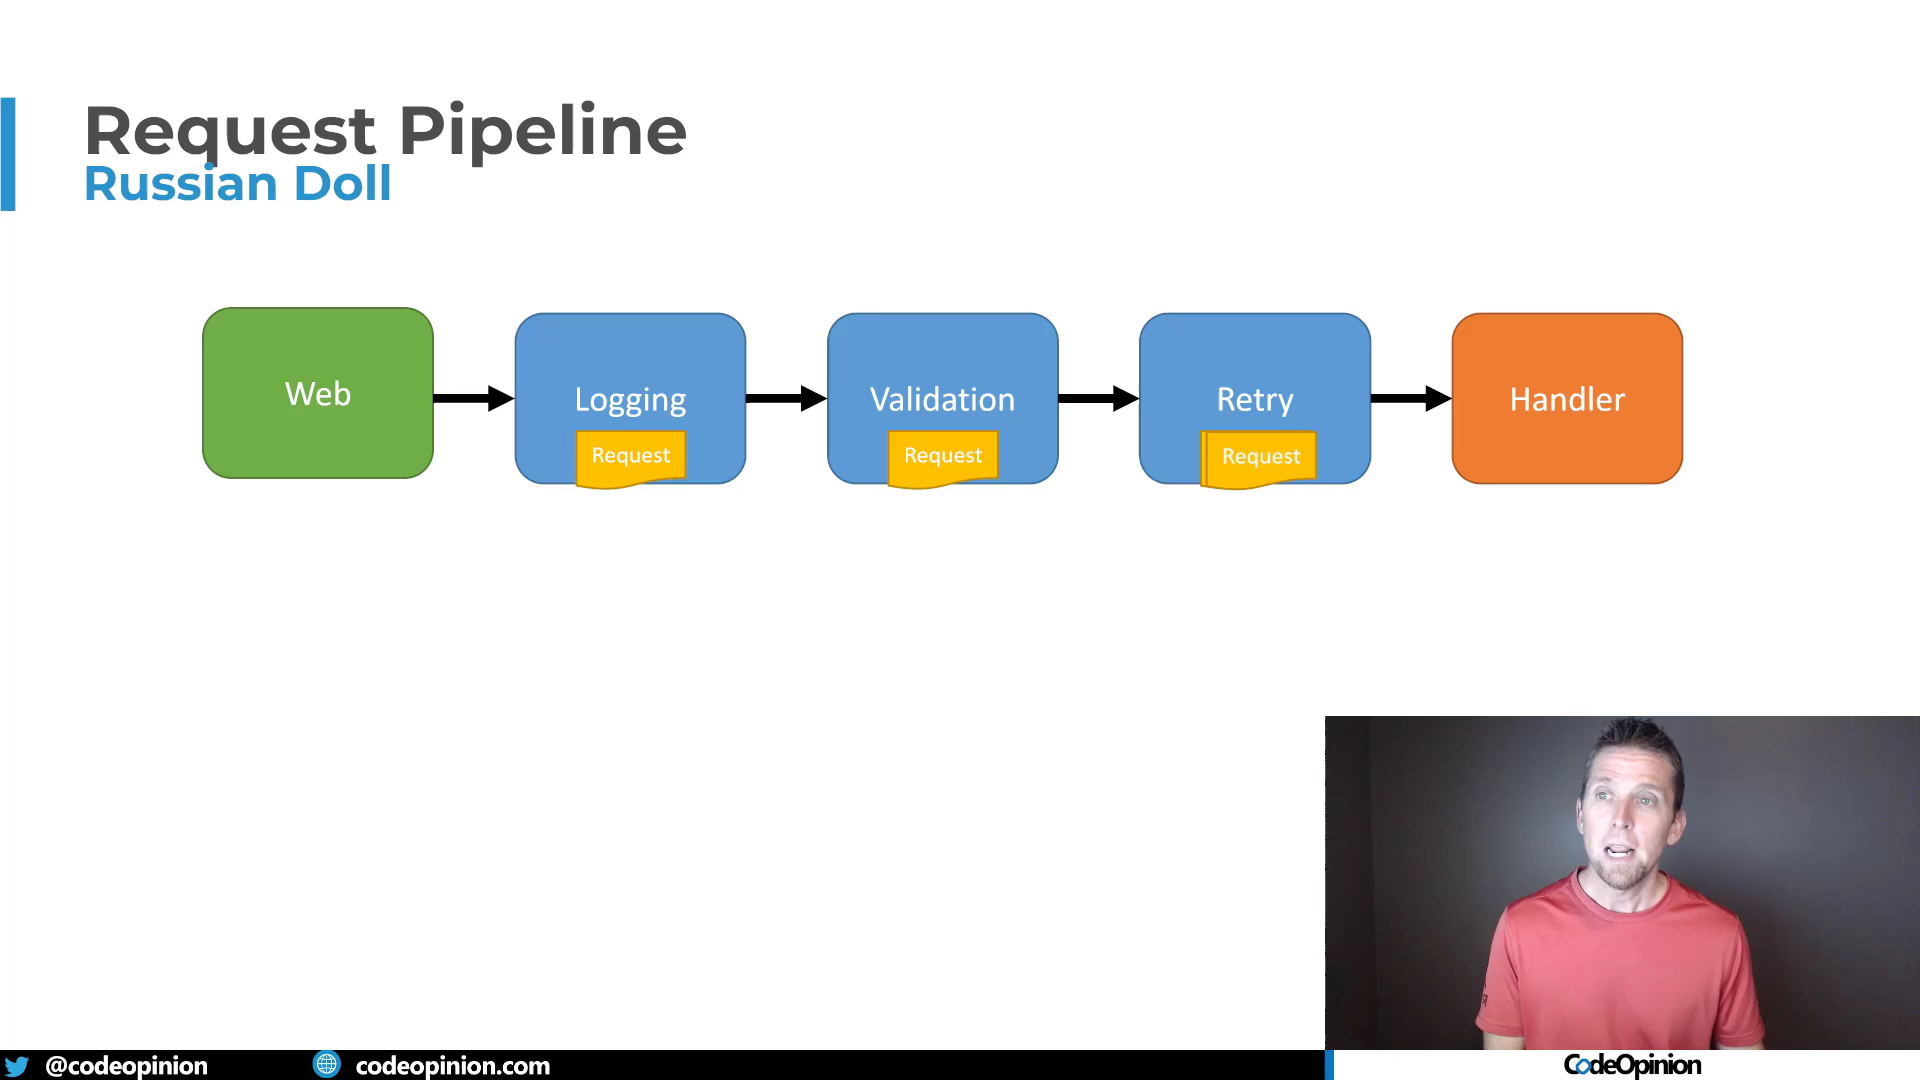 Request Pipeline
Russian Doll
Web
Logging
Validation
Retry
Handler
Request
Request
Request
@codeopinion
codeopinion.com
CodeOpinion